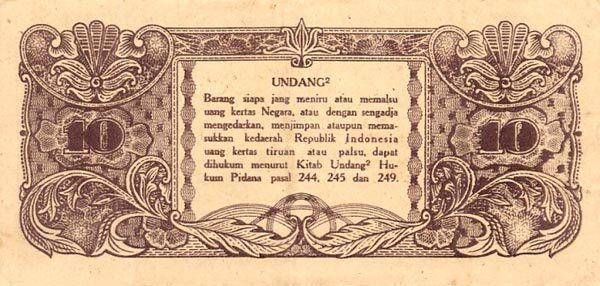 UNDANG²
Barang siapa jang meniru atau memalsu
uang kertas Negara, atau dengan sengadja
mengedarkan, menjimpan ataupun mema-
sukkan kedaerah Republik Indonesia
uang kertas tiruan atau palsu, dapat
dihukum menurut Kitab Undang² Hu-
kum Pidana pasal 244, 245 dan 249.
10 10